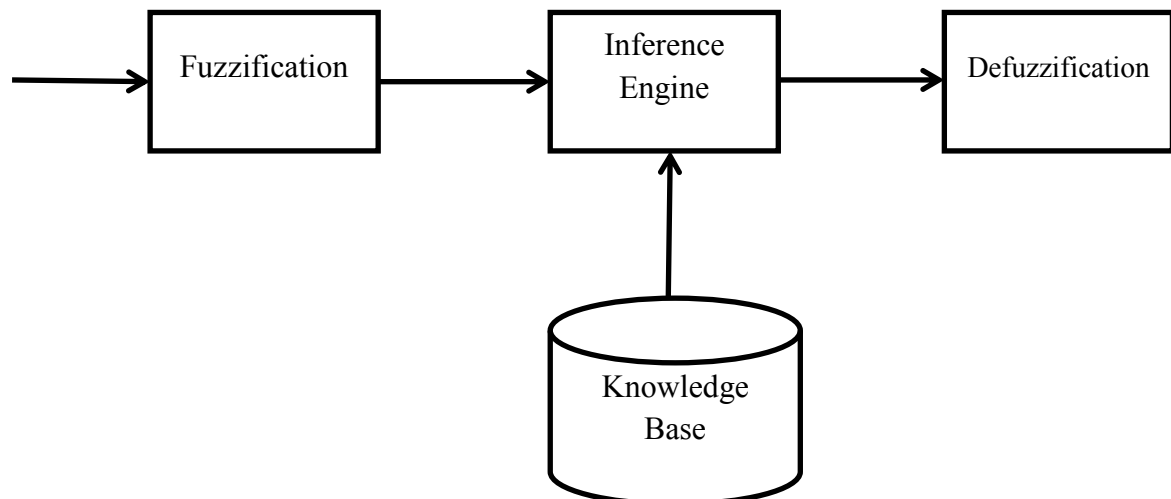 Fuzzification
Inference
Engine
Defuzzification
Knowledge
Base